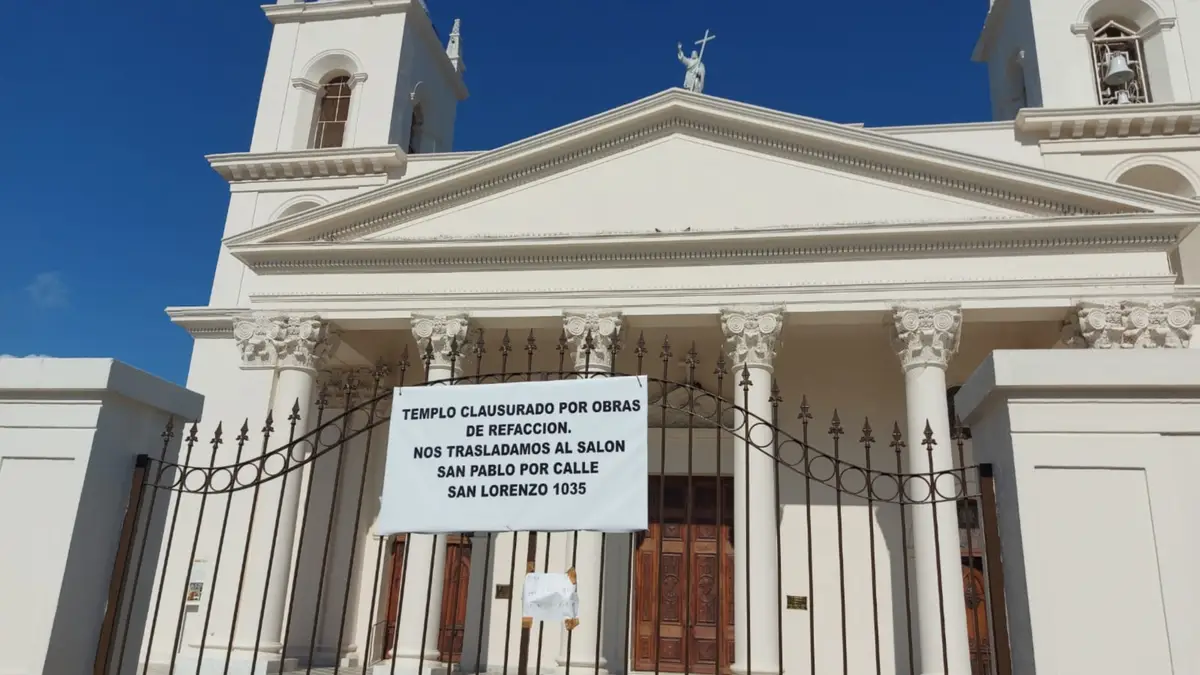 TEMPLO CLAUSURADO POR OBRAS
DE REFACCION.
NOS TRASLADAMOS AL SALON
SAN PABLO POR CALLE
SAN LORENZO 1035